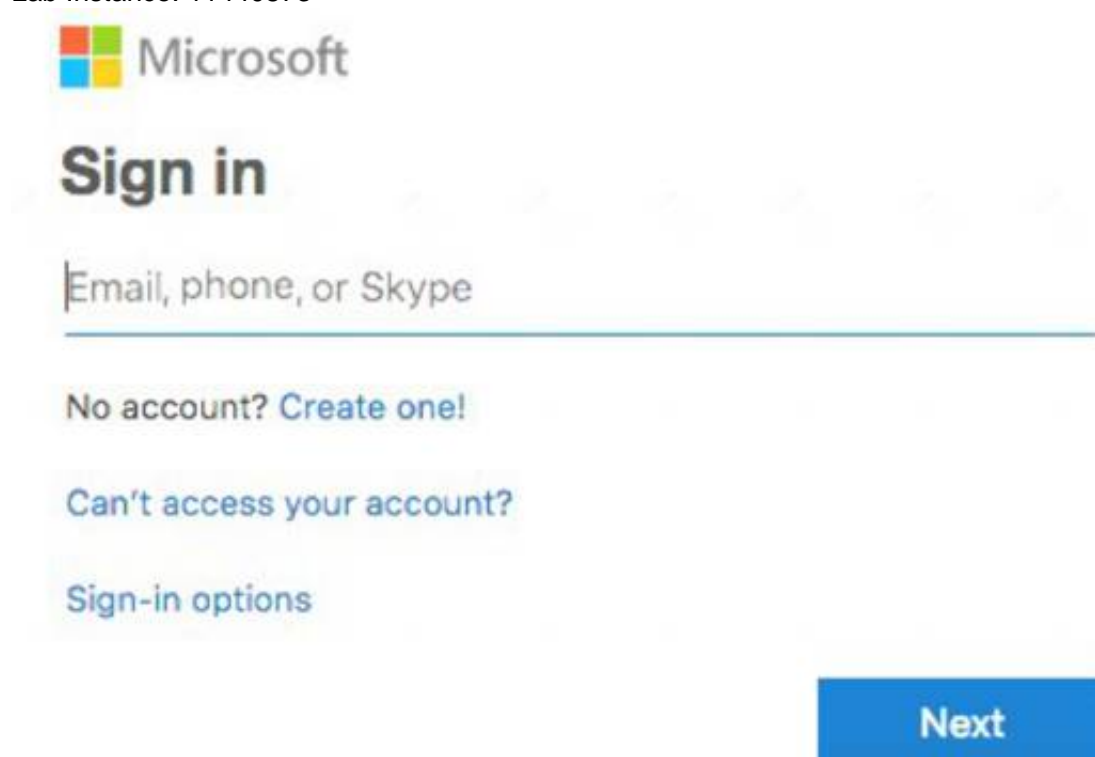 Microsoft
Sign in
Email, phone, or Skype
No account? Create one!
Can't access your account?
Sign-in options
Next